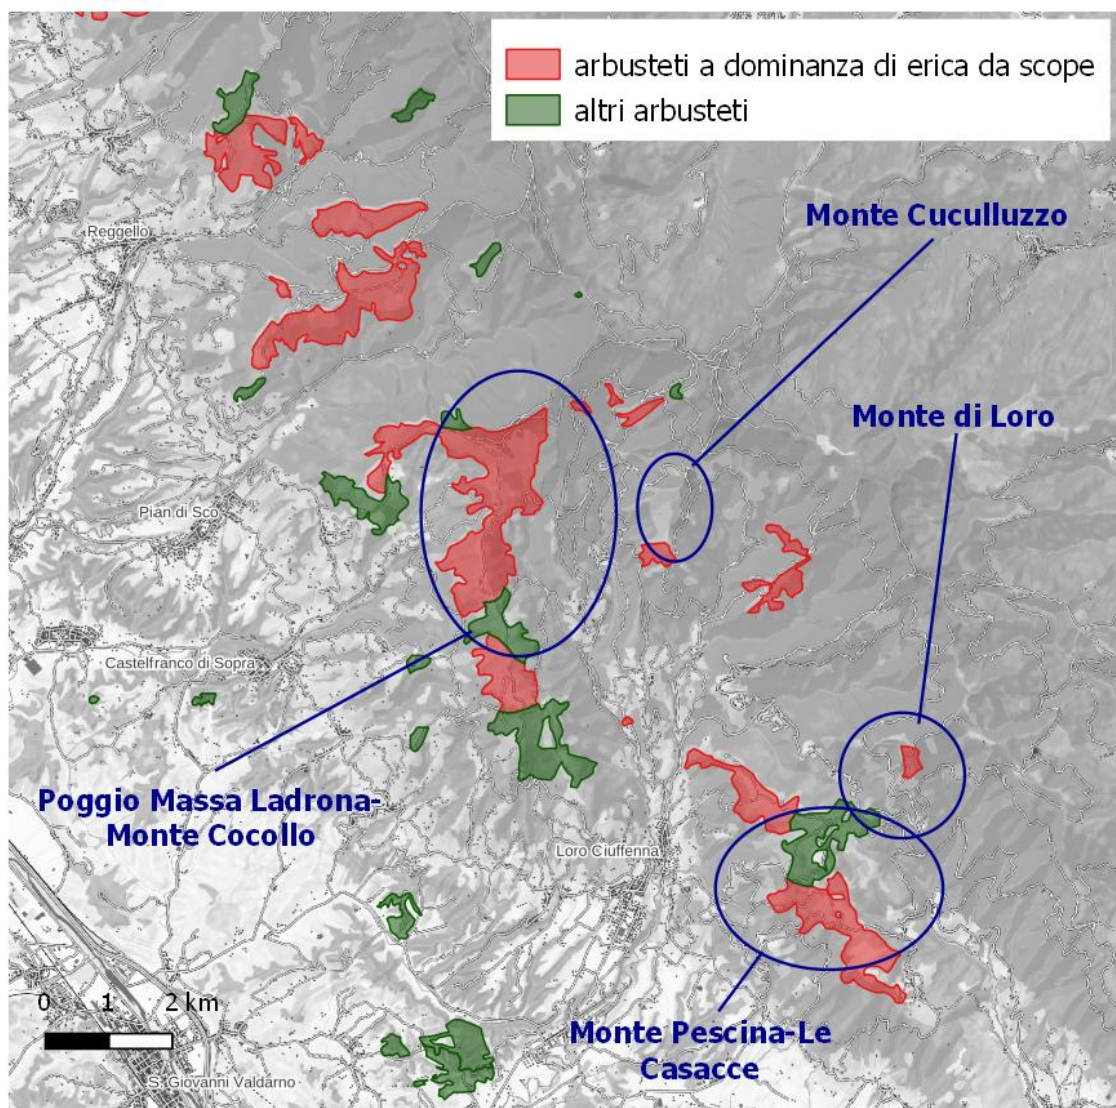 arbusteti a dominanza di erica da scope
altri arbusteti
Monte Cuculluzzo
Reggello
Monte di Loro
Pian di Sco
Castelfranco di Sopra
Poggio Massa Ladrona-
Monte Cocollo
Loro Ciuffenna
0 1 2 km
Monte Pescina-Le
Casacce
S. Giovanni Valdarno